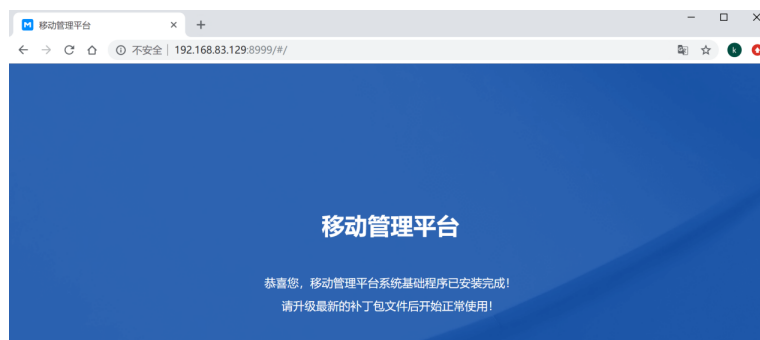 移动管理平台
不安全 | 192.168.83.129:8999/#/
k
移动管理平台
恭喜您，移动管理平台系统基础程序已安装完成！
请升级最新的补丁包文件后开始正常使用！